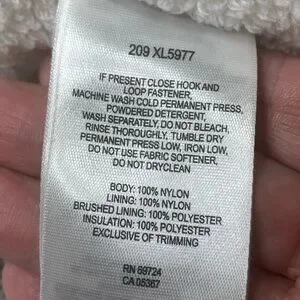 209 XL5977
IF PRESENT CLOSE HOOK AND
LOOP FASTENER,
MACHINE WASH COLD PERMANENT PRESS,
POWDERED DETERGENT,
WASH SEPARATELY, DO NOT BLEACH,
RINSE THOROUGHLY. TUMBLE DRY
PERMANENT PRESS LOW, IRON LOW,
DO NOT USE FABRIC SOFTENER,
DO NOT DRYCLEAN
BODY: 100% NYLON
LINING: 100% NYLON
BRUSHED LINING: 100% POLYESTER
INSULATION: 100% POLYESTER
EXCLUSIVE OF TRIMMING
RN 69724
CA 05367